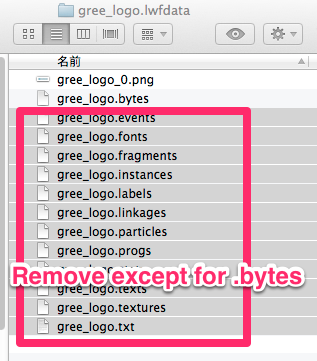 gree_logo.lwfdata
名前
gree_logo_0.png
gree_logo.bytes
gree_logo.events
gree_logo.fonts
gree_logo.fragments
gree_logo.instances
gree_logo.labels
gree_logo.linkages
gree_logo.particles
gree_logo.progs
Remove except for .bytes
gree_logo.texts
gree_logo.textures
gree_logo.txt